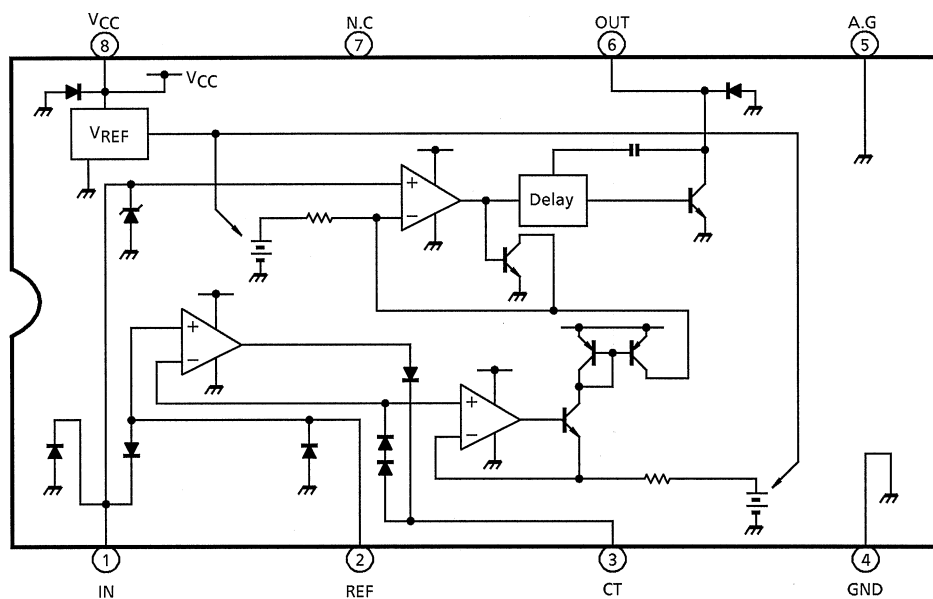 VCC N.C OUT A.G
8 7 6 5
VCC
VREF
+
−
Delay
+
−
+
−
1 2 3 4
IN REF CT GND